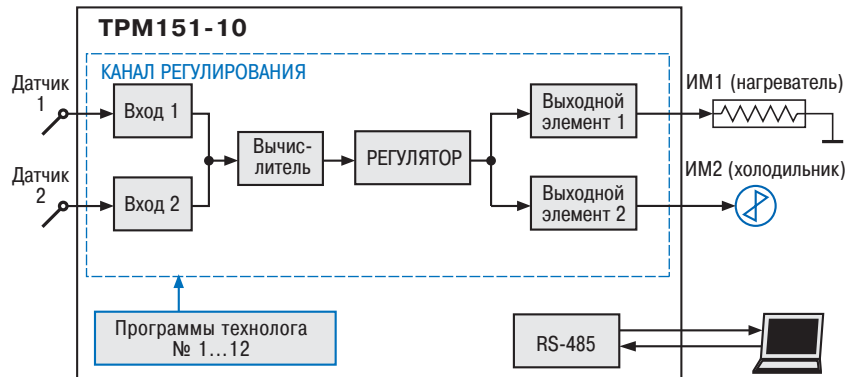 ТРМ151-10
КАНАЛ РЕГУЛИРОВАНИЯ
Датчик
1
Вход 1
Датчик
2
Вход 2
Вычис-
литель
РЕГУЛЯТОР
Выходной
элемент 1
Выходной
элемент 2
ИМ1 (нагреватель)
ИМ2 (холодильник)
Программы технолога
№ 1...12
RS-485